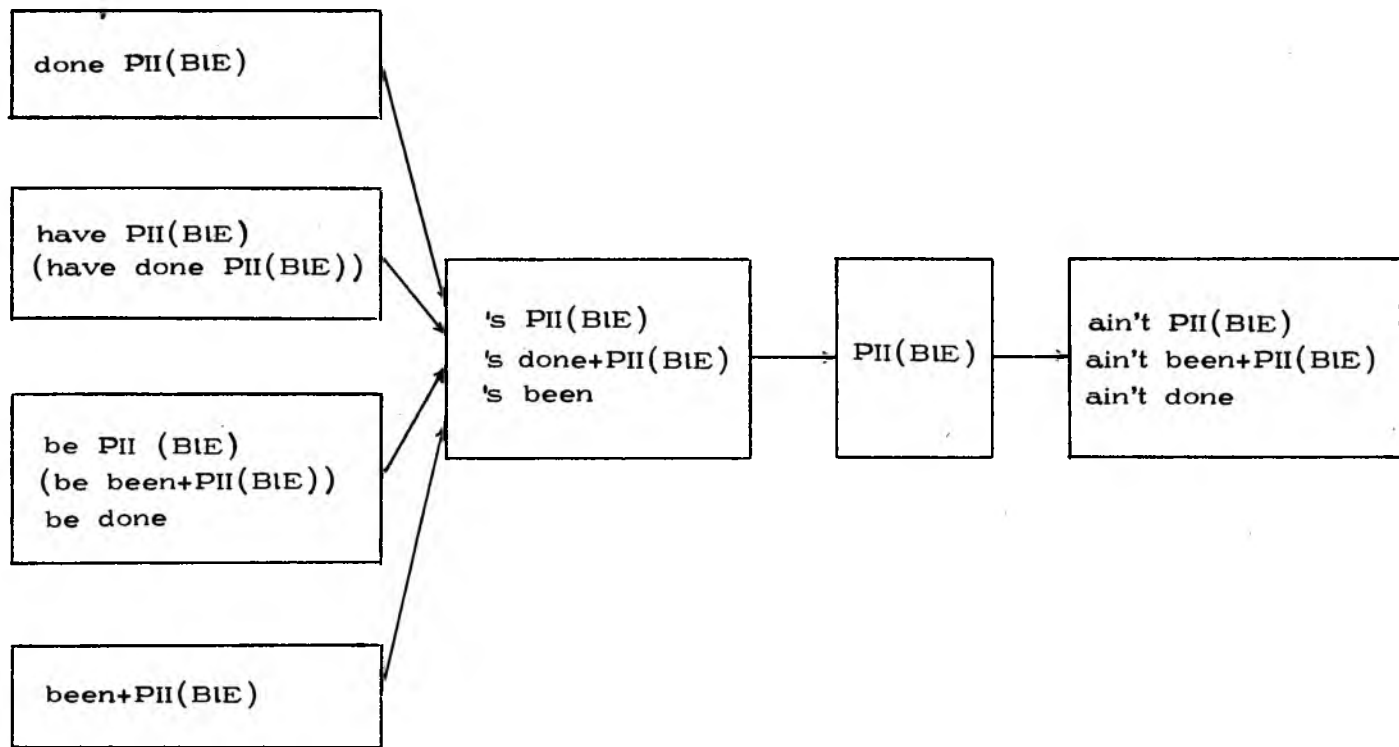 done PII(BlE)
have PII(BlE)
(have done PII(BlE))
be PII (BlE)
(be been+PII(BlE))
be done
been+PII(BlE)
's PII(BlE)
's done+PII(BlE)
's been
PII(BlE)
ain't PII(BlE)
ain't been+PII(BlE)
ain't done